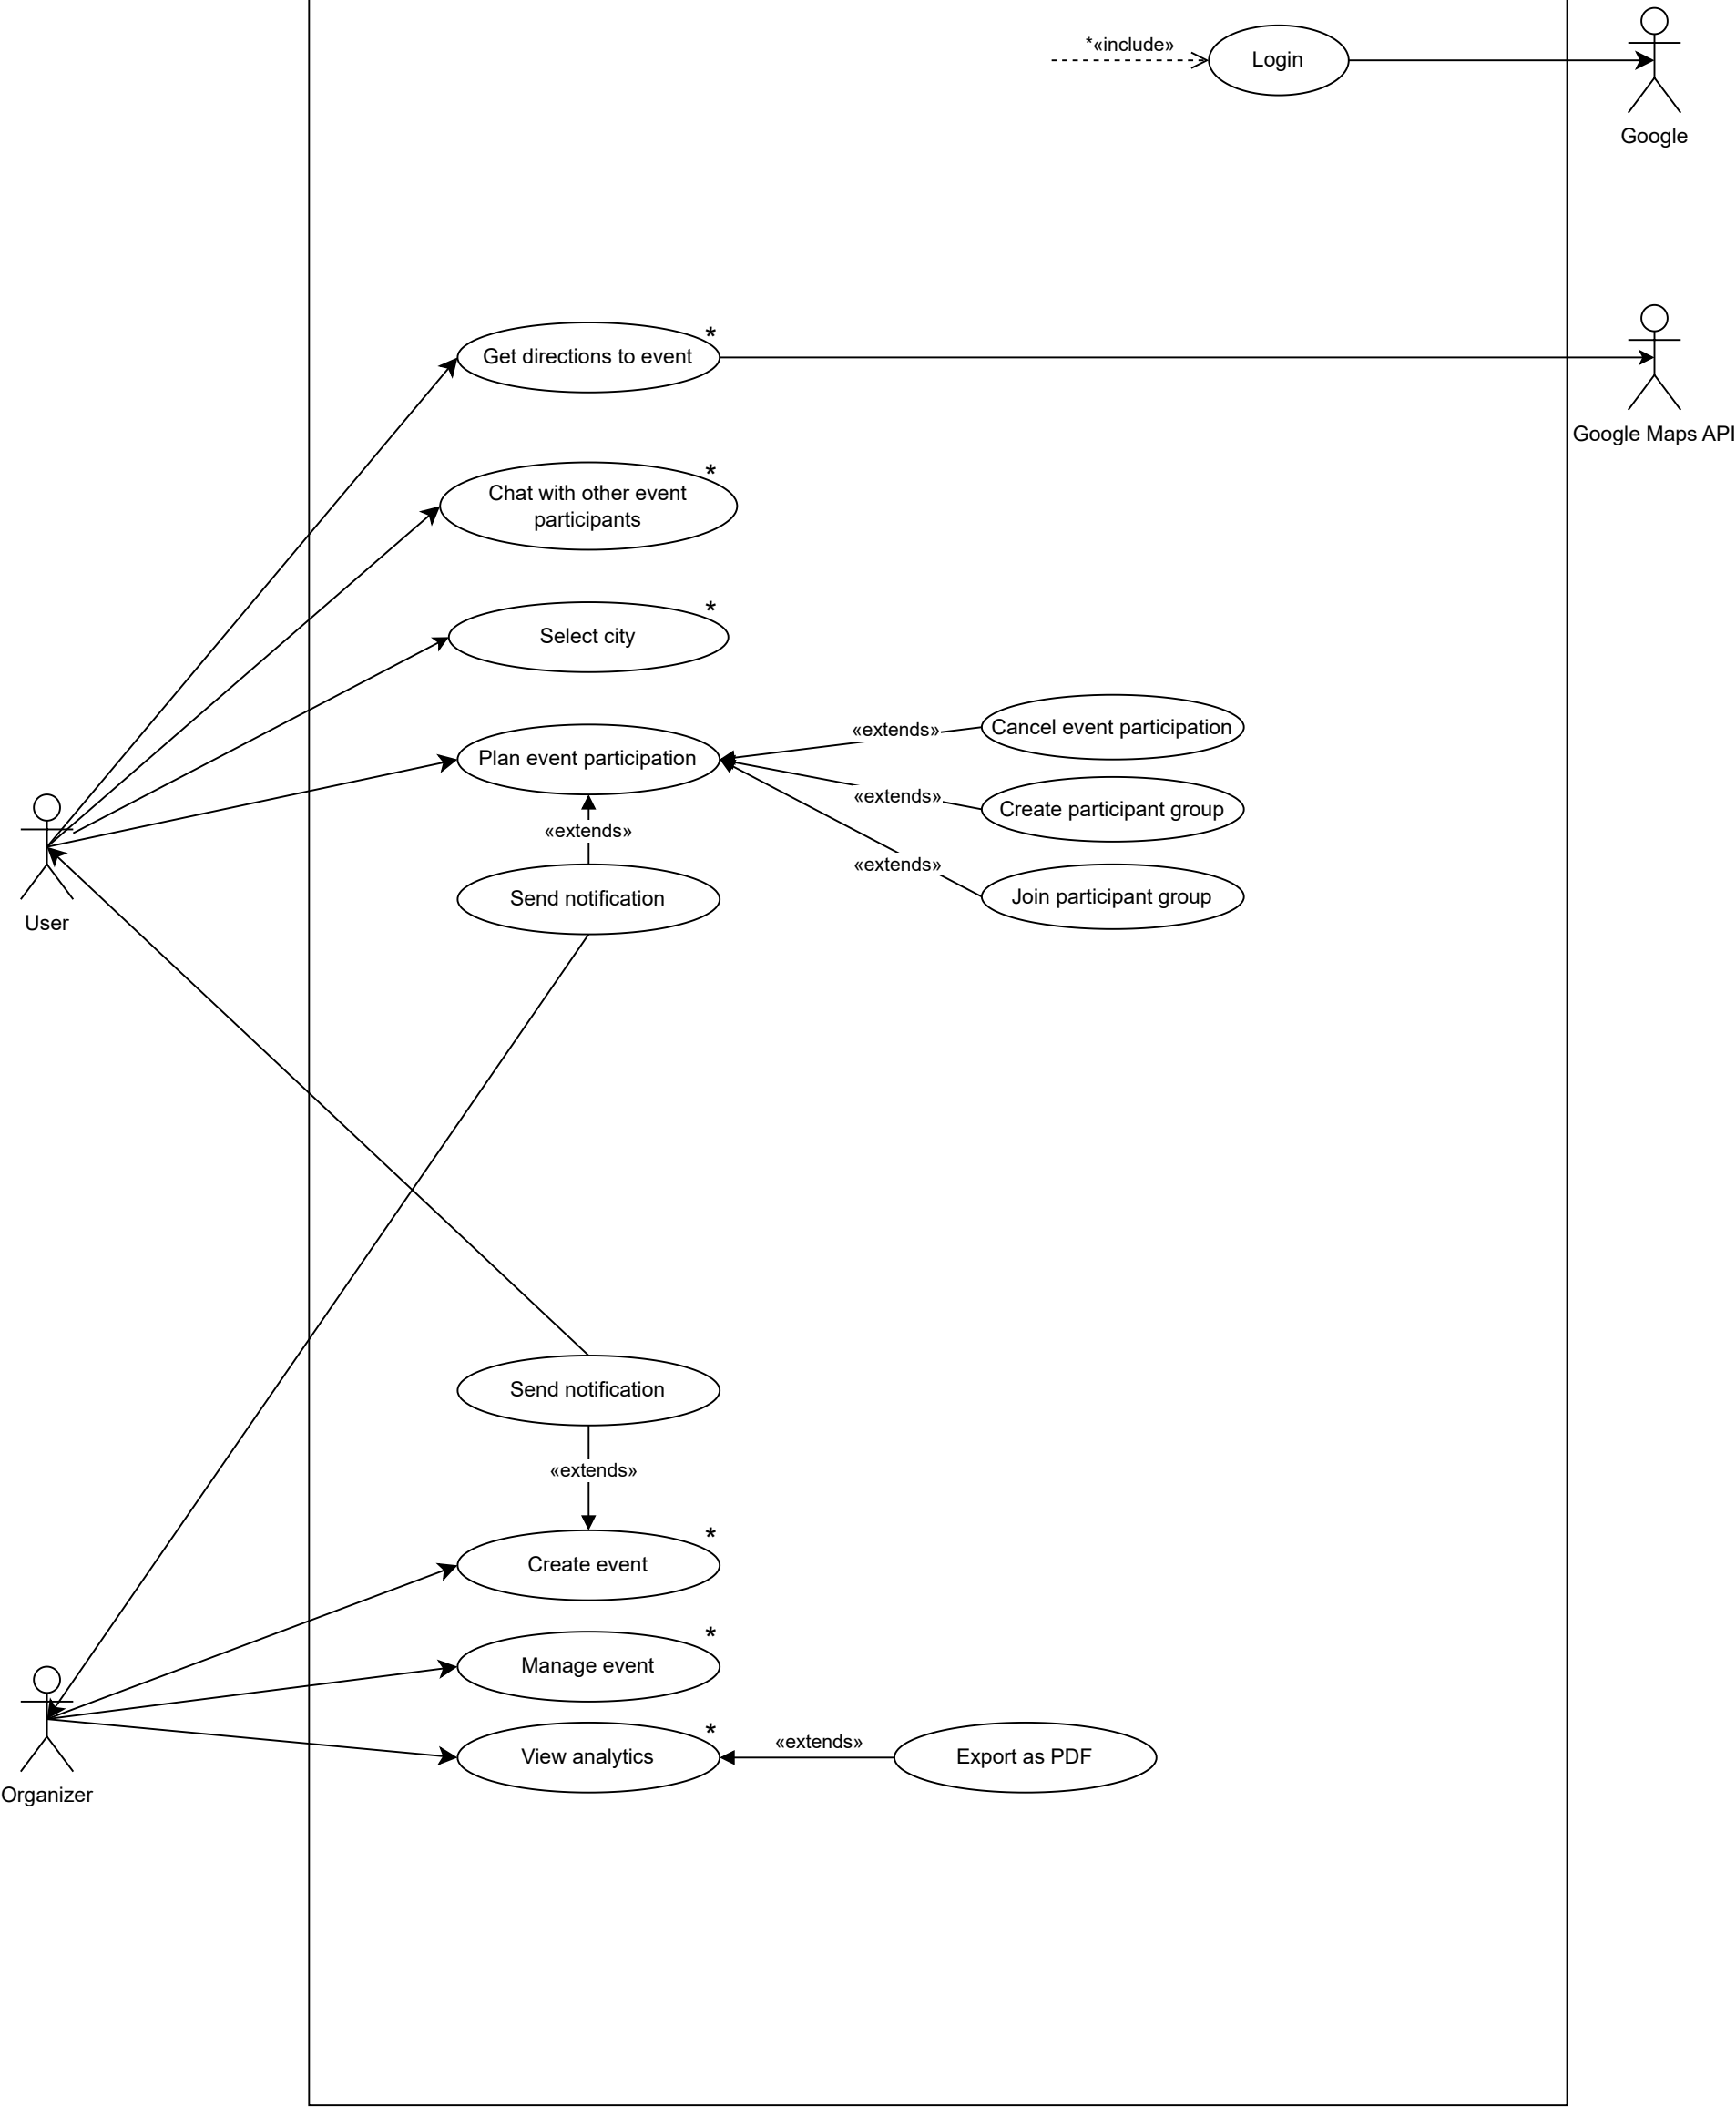 *«include»
Login
Google
*
Get directions to event
Google Maps API
*
Chat with other event
participants
*
Select city
Cancel event participation
«extends»
Plan event participation
«extends»
Create participant group
«extends»
«extends»
Join participant group
Send notification
User
Send notification
«extends»
*
Create event
*
Manage event
*
«extends»
View analytics
Export as PDF
Organizer